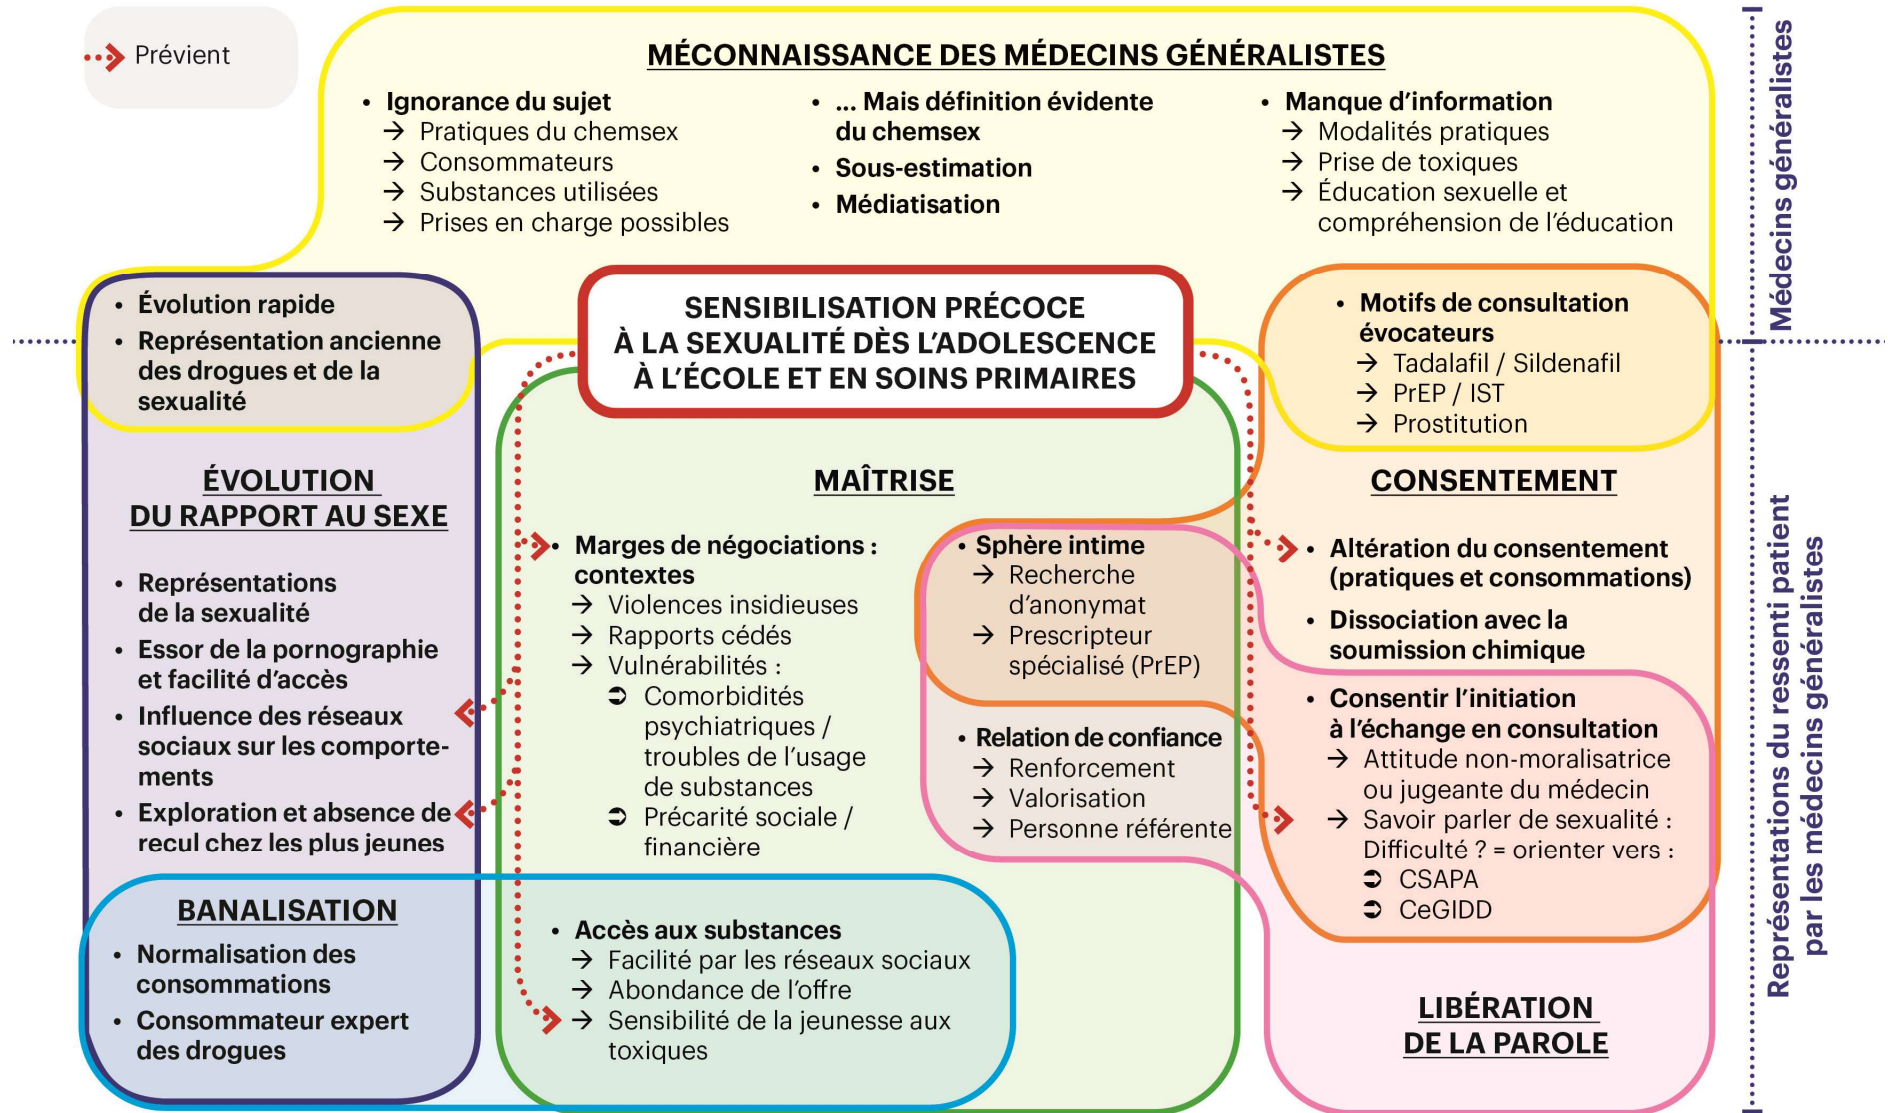 Prévient
MÉCONNAISSANCE DES MÉDECINS GÉNÉRALISTES
• Ignorance du sujet
→ Pratiques du chemsex
→ Consommateurs
→ Substances utilisées
→ Prises en charge possibles
• ... Mais définition évidente
du chemsex
• Sous-estimation
• Médiatisation
• Manque d’information
→ Modalités pratiques
→ Prise de toxiques
→ Éducation sexuelle et
compréhension de l’éducation
Médecins généralistes
• Évolution rapide
• Représentation ancienne
des drogues et de la
sexualité
SENSIBILISATION PRÉCOCE
À LA SEXUALITÉ DÈS L’ADOLESCENCE
À L’ÉCOLE ET EN SOINS PRIMAIRES
• Motifs de consultation
évocateurs
→ Tadalafil / Sildenafil
→ PrEP / IST
→ Prostitution
ÉVOLUTION
DU RAPPORT AU SEXE
• Représentations
de la sexualité
• Essor de la pornographie
et facilité d’accès
• Influence des réseaux
sociaux sur les comporte-
ments
• Exploration et absence de
recul chez les plus jeunes
MAÎTRISE
• Marges de négociations :
contextes
→ Violences insidieuses
→ Rapports cédés
→ Vulnérabilités :
➲ Comorbidités
psychiatriques /
troubles de l’usage
de substances
➲ Précarité sociale /
financière
• Sphère intime
→ Recherche
d’anonymat
→ Prescripteur
spécialisé (PrEP)
• Relation de confiance
→ Renforcement
→ Valorisation
→ Personne référente
CONSENTEMENT
• Altération du consentement
(pratiques et consommations)
• Dissociation avec la
soumission chimique
• Consentir l’initiation
à l’échange en consultation
→ Attitude non-moralisatrice
ou jugeante du médecin
→ Savoir parler de sexualité :
Difficulté ? = orienter vers :
➲ CSAPA
➲ CeGIDD
BANALISATION
• Normalisation des
consommations
• Consommateur expert
des drogues
• Accès aux substances
→ Facilité par les réseaux sociaux
→ Abondance de l’offre
→ Sensibilité de la jeunesse aux
toxiques
LIBÉRATION
DE LA PAROLE
Représentations du ressenti patient
par les médecins généralistes